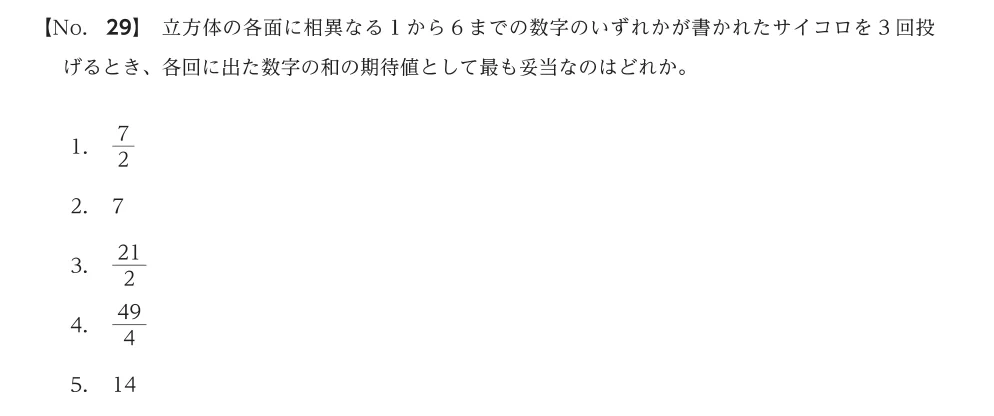 【No. 29】 立方体の各面に相異なる1から6までの数字のいずれかが書かれたサイコロを3回投
げるとき、各回に出た数字の和の期待値として最も妥当なのはどれか。
1. 7/2
2. 7
3. 21/2
4. 49/4
5. 14